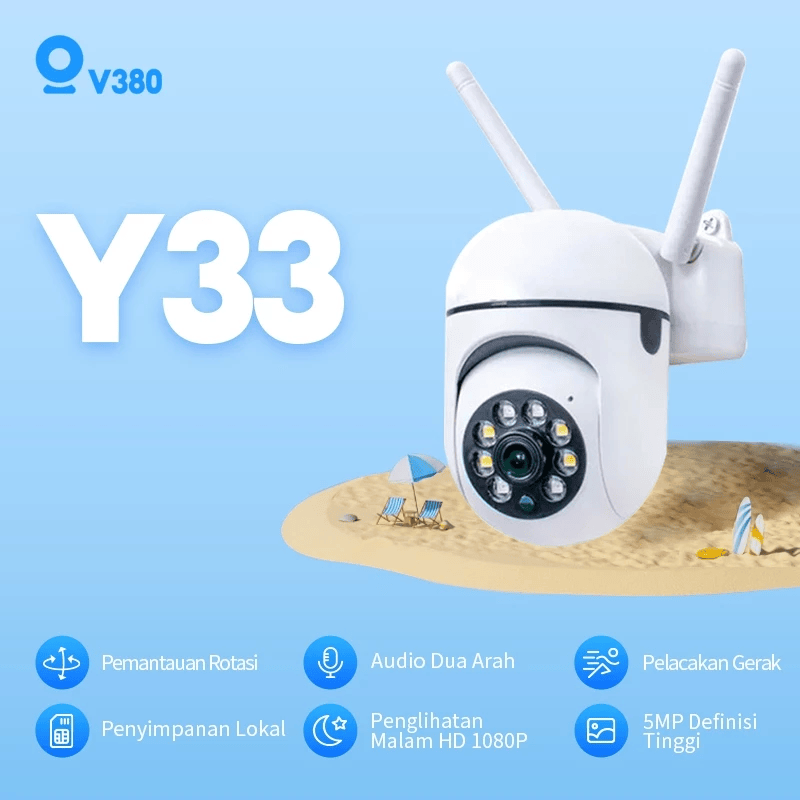 V380
Y33
Pemantauan Rotasi
Audio Dua Arah
Pelacakan Gerak
Penyimpanan Lokal
Penglihatan
Malam HD 1080P
5MP Definisi
Tinggi